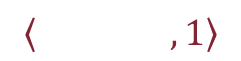 ⟨ , 1⟩